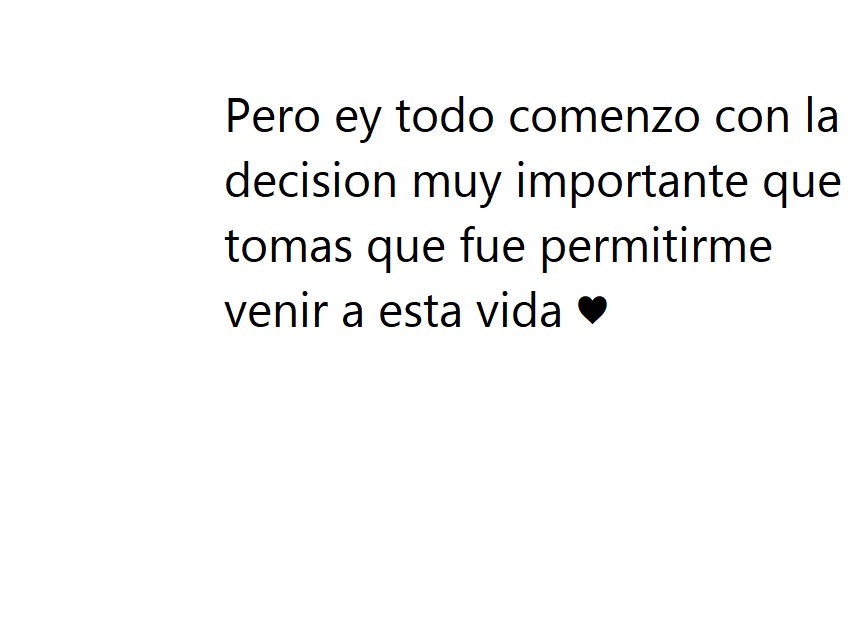 Pero ey todo comenzo con la
decision muy importante que
tomas que fue permitirme
venir a esta vida ♥